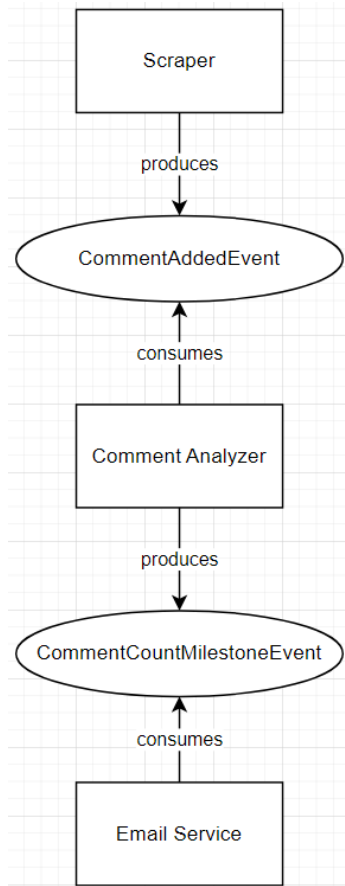 Scraper
produces
CommentAddedEvent
consumes
Comment Analyzer
produces
CommentCountMilestoneEvent
consumes
Email Service